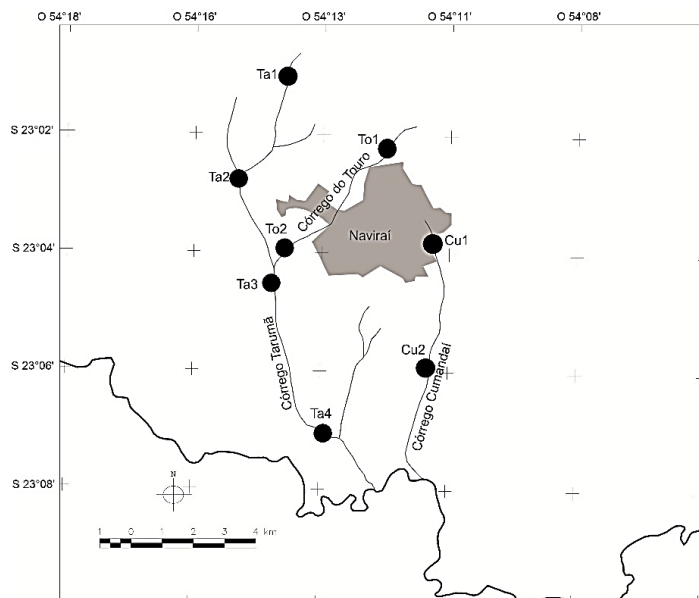 O 54°18' O 54°16' O 54°13' O 54°11' O 54°08'
Ta1
S 23°02'
To1
Ta2
Córrego do Touro
To2
Naviraí
Cu1
S 23°04'
Ta3
Córrego Tarumã
Cu2
S 23°06'
Córrego Cumandaí
Ta4
N
S 23°08'
1 0 1 2 3 4 km